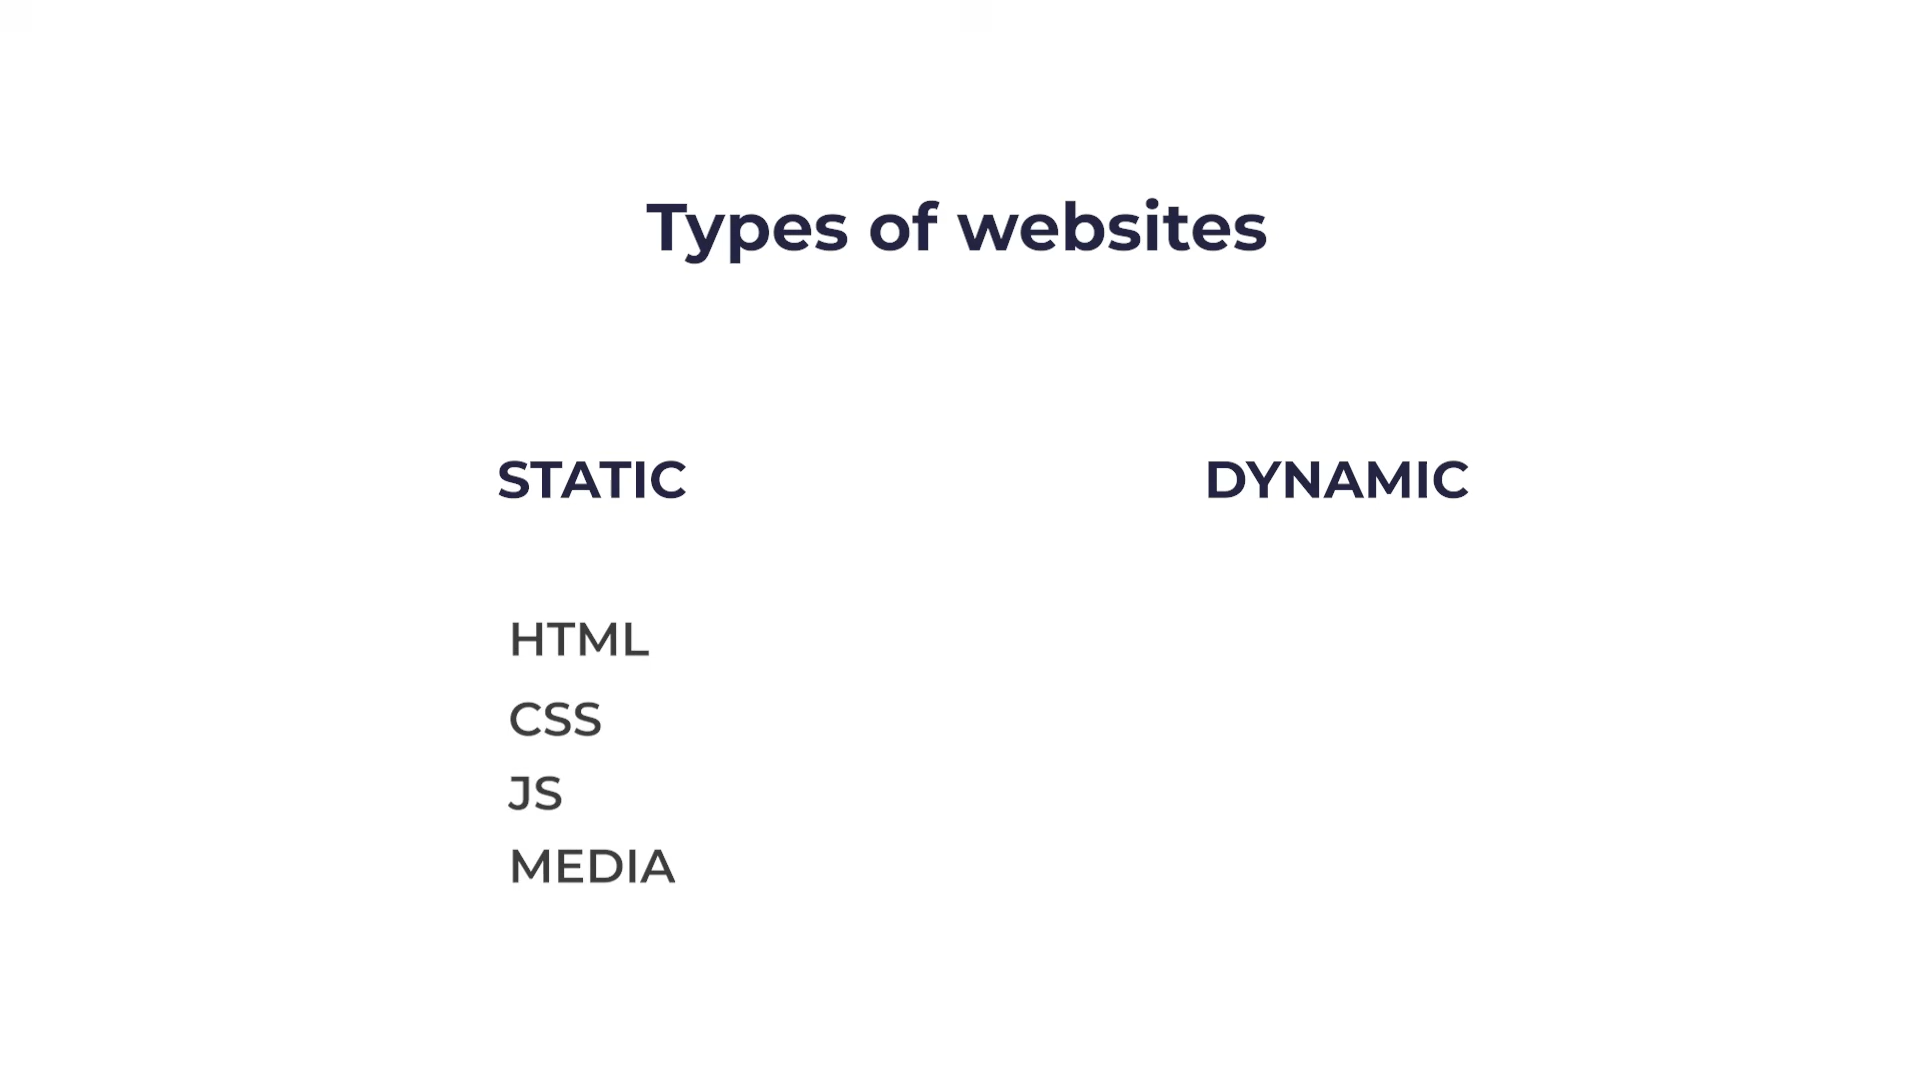 Types of websites
STATIC
DYNAMIC
HTML
CSS
JS
MEDIA